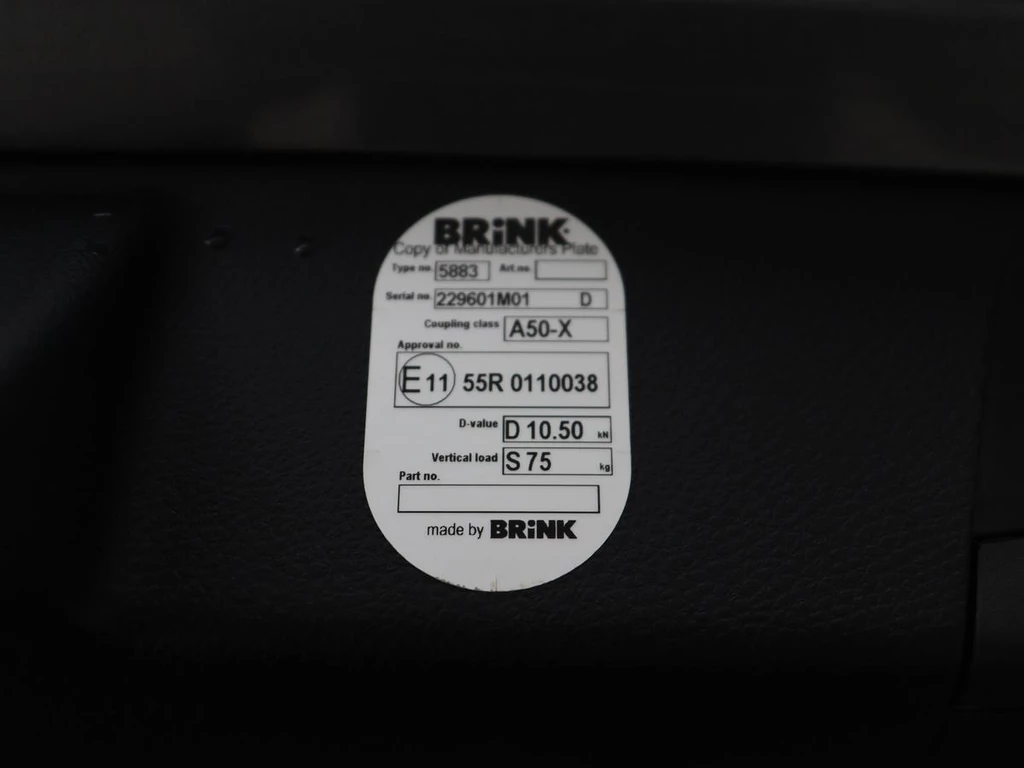 BRiNK
Copy of Manufacturers Plate
Type no. 5883 Art.no.
Serial no. 229601M01 D
Coupling class A50-X
Approval no.
E 11 55R 0110038
D-value D 10.50 kN
Vertical load S 75 kg
Part no.
made by BRiNK